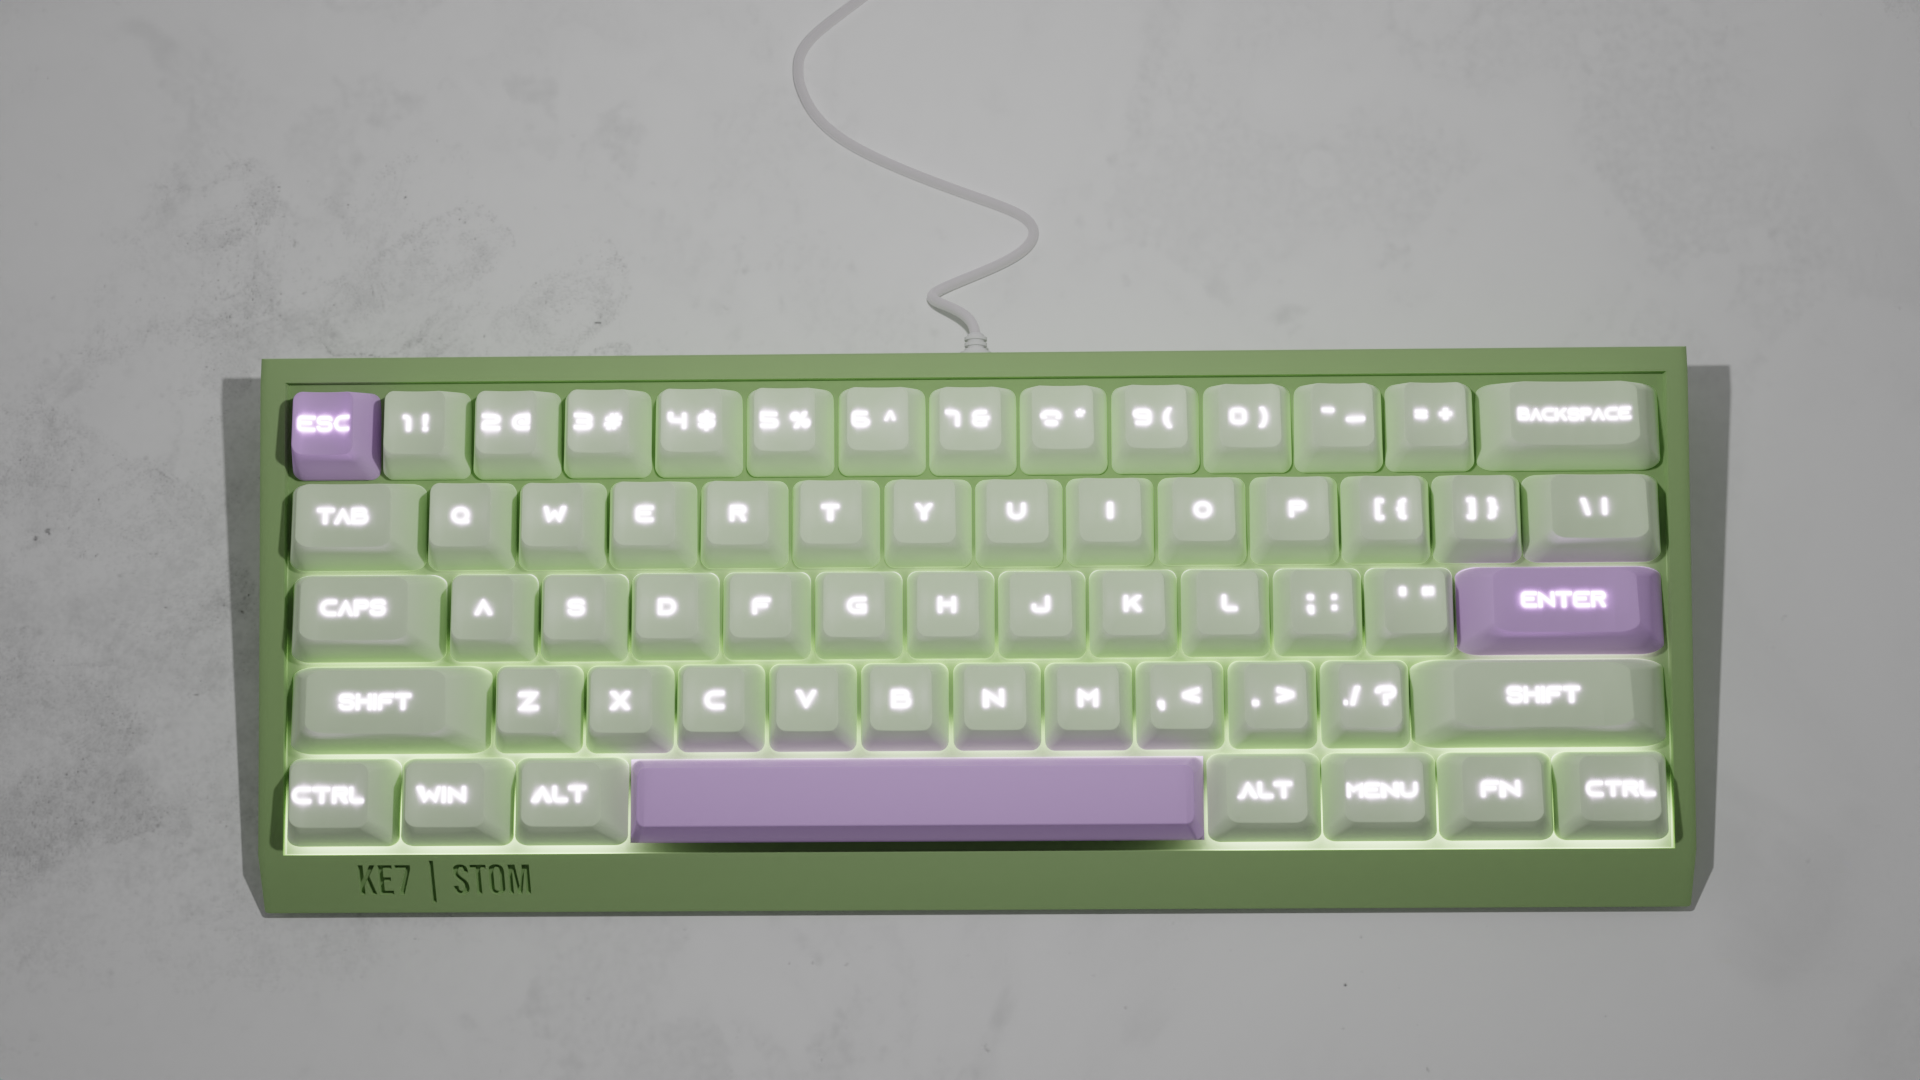 ESC 1! 2@ 3# 4$ 5% 6^ 7& 8* 9( 0) -_ =+ BACKSPACE
TAB Q W E R T Y U I O P [{ ]} \|
CAPS A S D F G H J K L ;: '" ENTER
SHIFT Z X C V B N M ,< .> / ? SHIFT
CTRL WIN ALT ALT MENU FN CTRL
KE7 | STOM